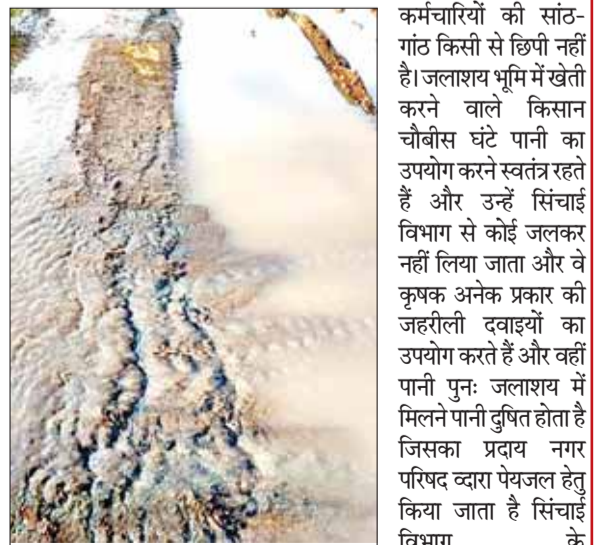 कर्मचारियों की सांठ-
गांठ किसी से छिपी नहीं
है। जलाशय भूमि में खेती
करने वाले किसान
चौबीस घंटे पानी का
उपयोग करने स्वतंत्र रहते
हैं और उन्हें सिंचाई
विभाग से कोई जलकर
नहीं लिया जाता और वे
कृषक अनेक प्रकार की
जहरीली दवाइयों का
उपयोग करते हैं और वहीं
पानी पुनः जलाशय में
मिलने पानी दुषित होता है
जिसका प्रदाय नगर
परिषद व्दारा पेयजल हेतु
किया जाता है सिंचाई
विभाग के